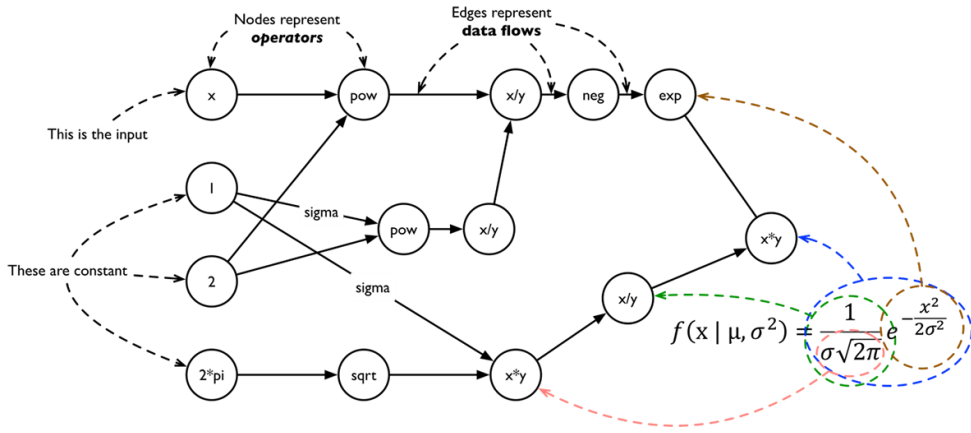 Nodes represent
operators
Edges represent
data flows
x
pow
x/y
neg
exp
This is the input
1
sigma
pow
x/y
x*y
These are constant
2
sigma
x/y
f(x | μ, σ²) = 1/(σ√2π) e^(-x²/2σ²)
2*pi
sqrt
x*y